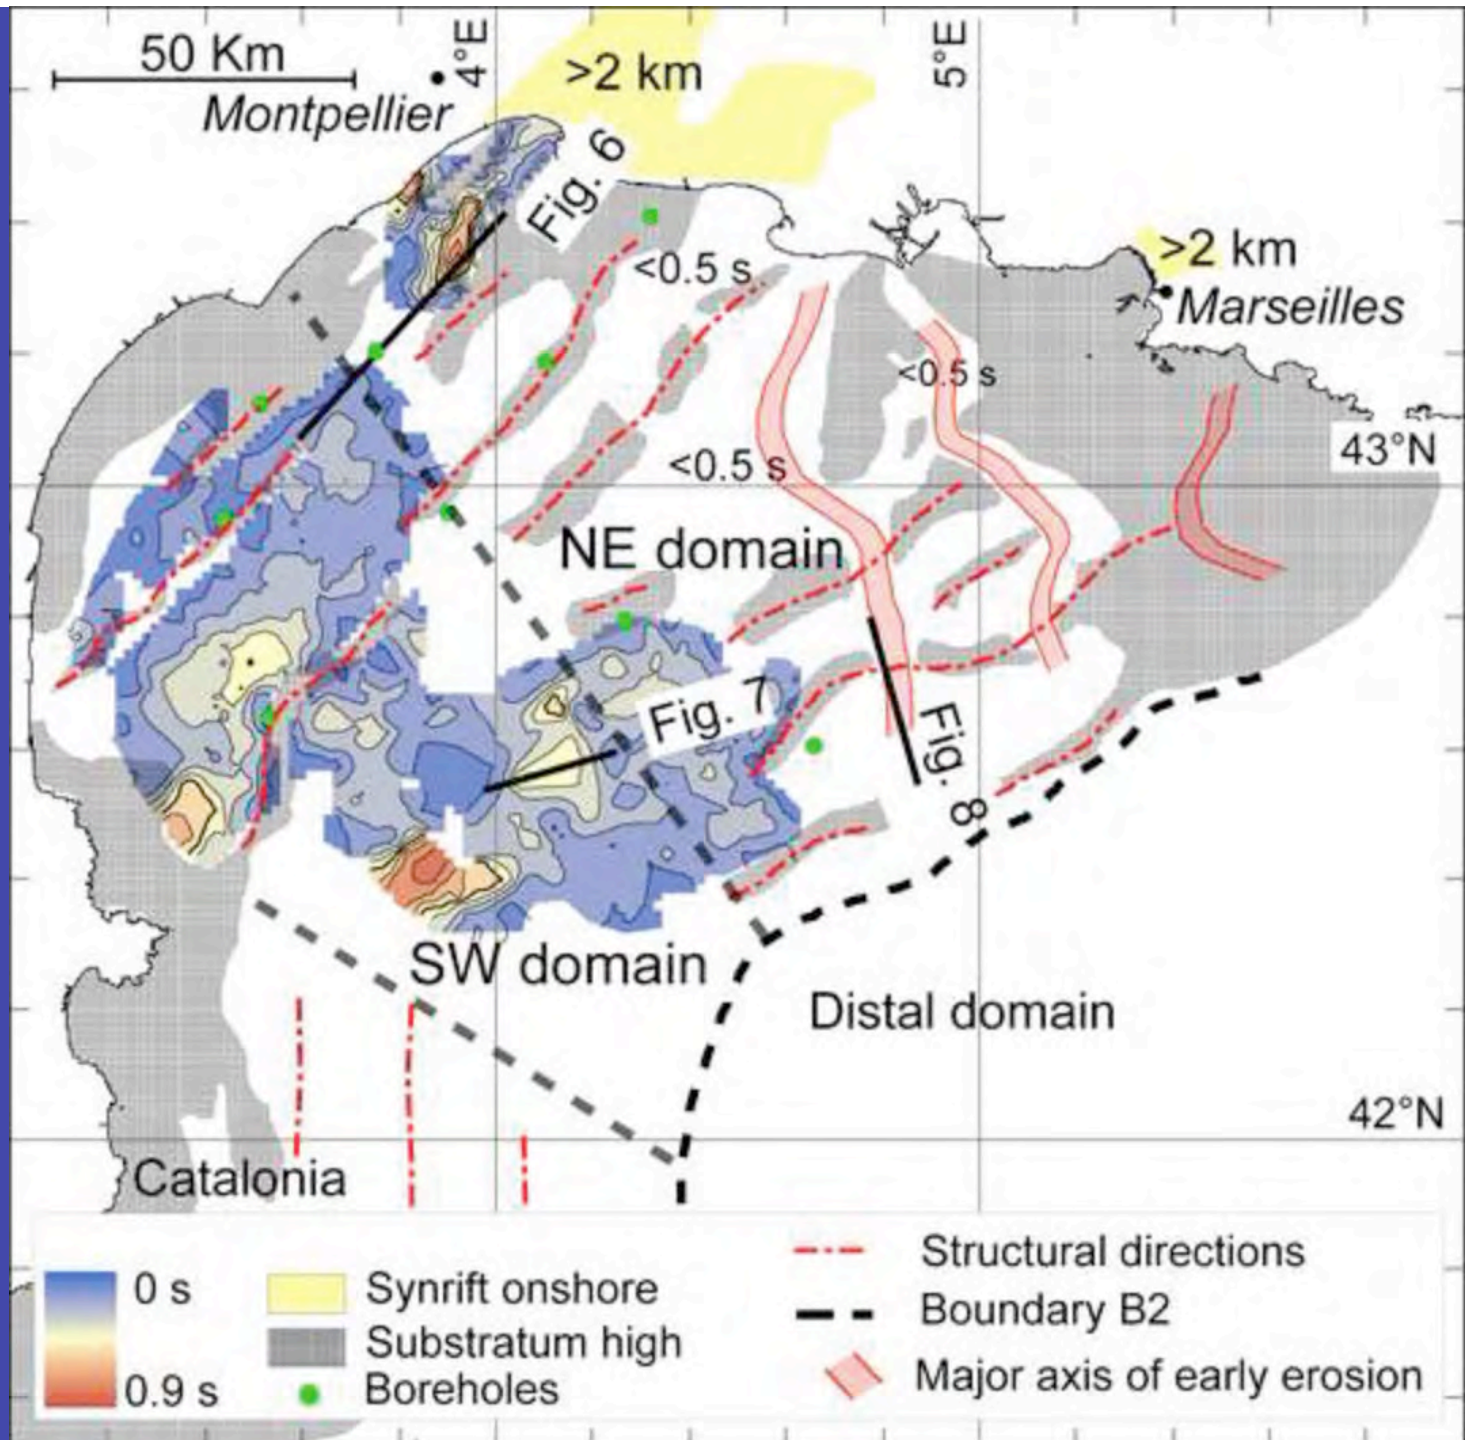 50 Km
4°E
5°E
>2 km
Montpellier
Fig. 6
>2 km
<0.5 s
Marseilles
<0.5 s
43°N
<0.5 s
NE domain
Fig. 7
Fig. 8
SW domain
Distal domain
42°N
Catalonia
0 s
0.9 s
Synrift onshore
Substratum high
Boreholes
Structural directions
Boundary B2
Major axis of early erosion